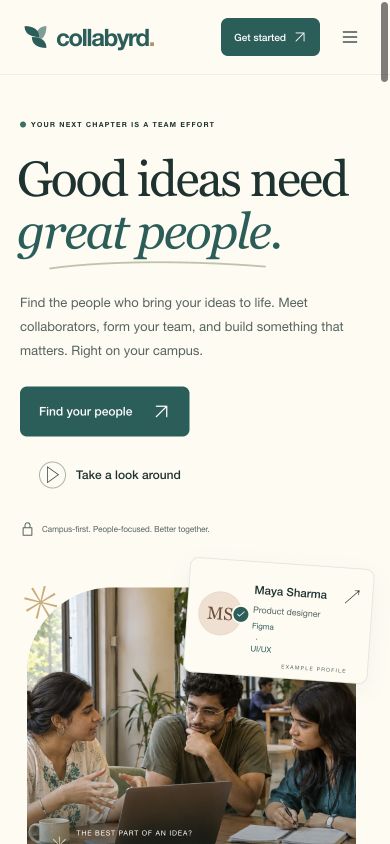 collabyrd.
Get started
YOUR NEXT CHAPTER IS A TEAM EFFORT
Good ideas need
great people.
Find the people who bring your ideas to life. Meet
collaborators, form your team, and build something that
matters. Right on your campus.
Find your people
Take a look around
Campus-first. People-focused. Better together.
MS
Maya Sharma
Product designer
Figma
·
UI/UX
EXAMPLE PROFILE
THE BEST PART OF AN IDEA?